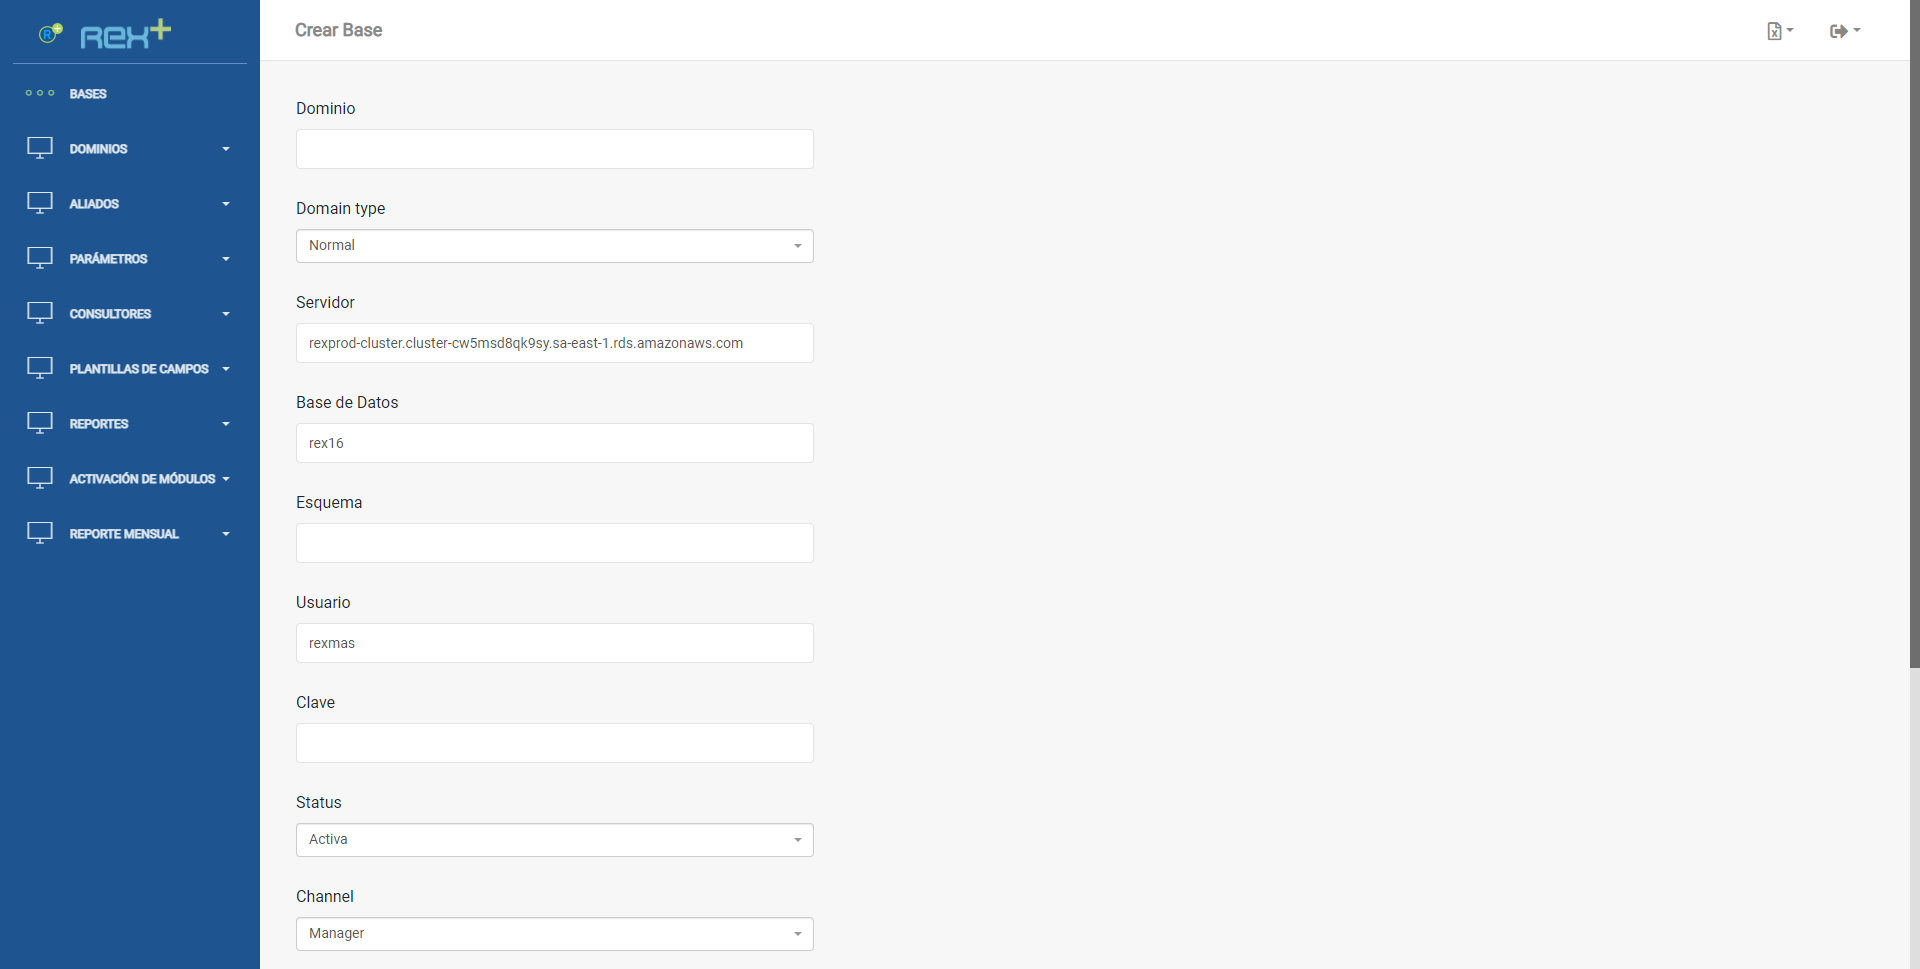 R+ rex+
BASES
DOMINIOS
ALIADOS
PARÁMETROS
CONSULTORES
PLANTILLAS DE CAMPOS
REPORTES
ACTIVACIÓN DE MÓDULOS
REPORTE MENSUAL
Crear Base
Dominio
Domain type
Normal
Servidor
rexprod-cluster.cluster-cw5msd8qk9sy.sa-east-1.rds.amazonaws.com
Base de Datos
rex16
Esquema
Usuario
rexmas
Clave
Status
Activa
Channel
Manager